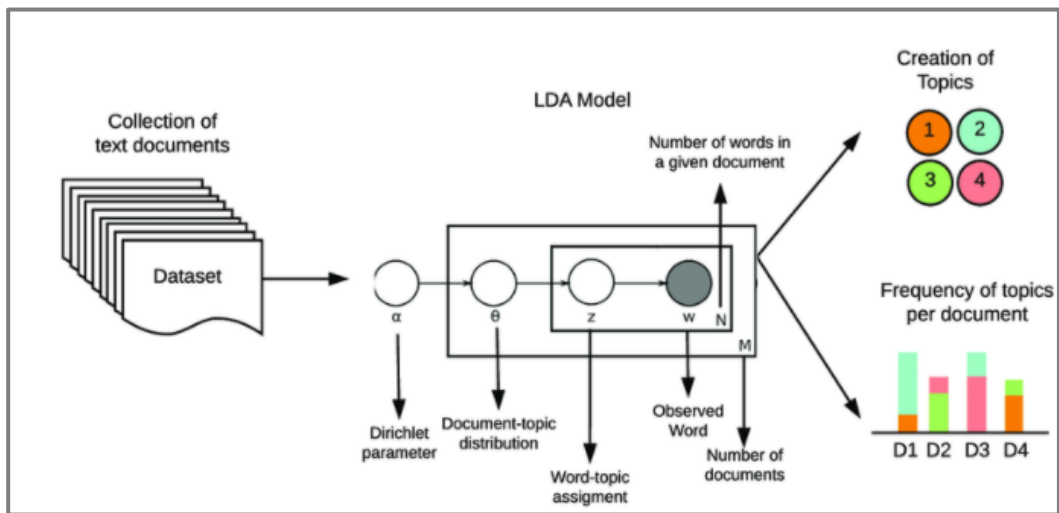 Collection of
text documents
Dataset
LDA Model
Number of words in
a given document
α
θ
z
w
N
M
Dirichlet
parameter
Document-topic
distribution
Word-topic
assigment
Observed
Word
Number of
documents
Creation of
Topics
1 2
3 4
Frequency of topics
per document
D1 D2 D3 D4